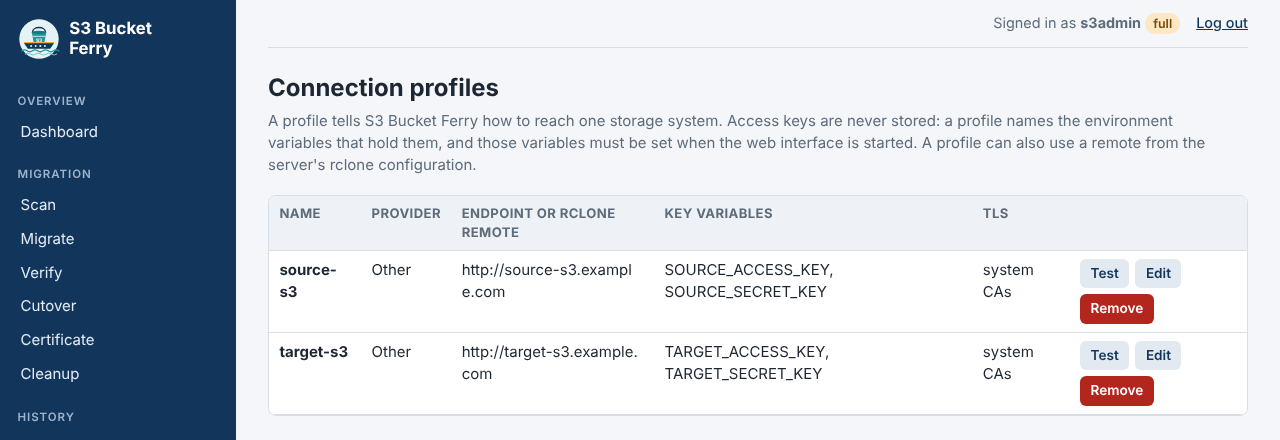 S3 Bucket
Ferry
OVERVIEW
Dashboard
MIGRATION
Scan
Migrate
Verify
Cutover
Certificate
Cleanup
HISTORY
Signed in as s3admin full Log out
Connection profiles
A profile tells S3 Bucket Ferry how to reach one storage system. Access keys are never stored: a profile names the environment
variables that hold them, and those variables must be set when the web interface is started. A profile can also use a remote from the
server's rclone configuration.
NAME PROVIDER ENDPOINT OR RCLONE KEY VARIABLES TLS
REMOTE
source- Other http://source-s3.exampl SOURCE_ACCESS_KEY, system Test Edit
s3 e.com SOURCE_SECRET_KEY CAs
Remove
target-s3 Other http://target-s3.example. TARGET_ACCESS_KEY, system Test Edit
com TARGET_SECRET_KEY CAs
Remove